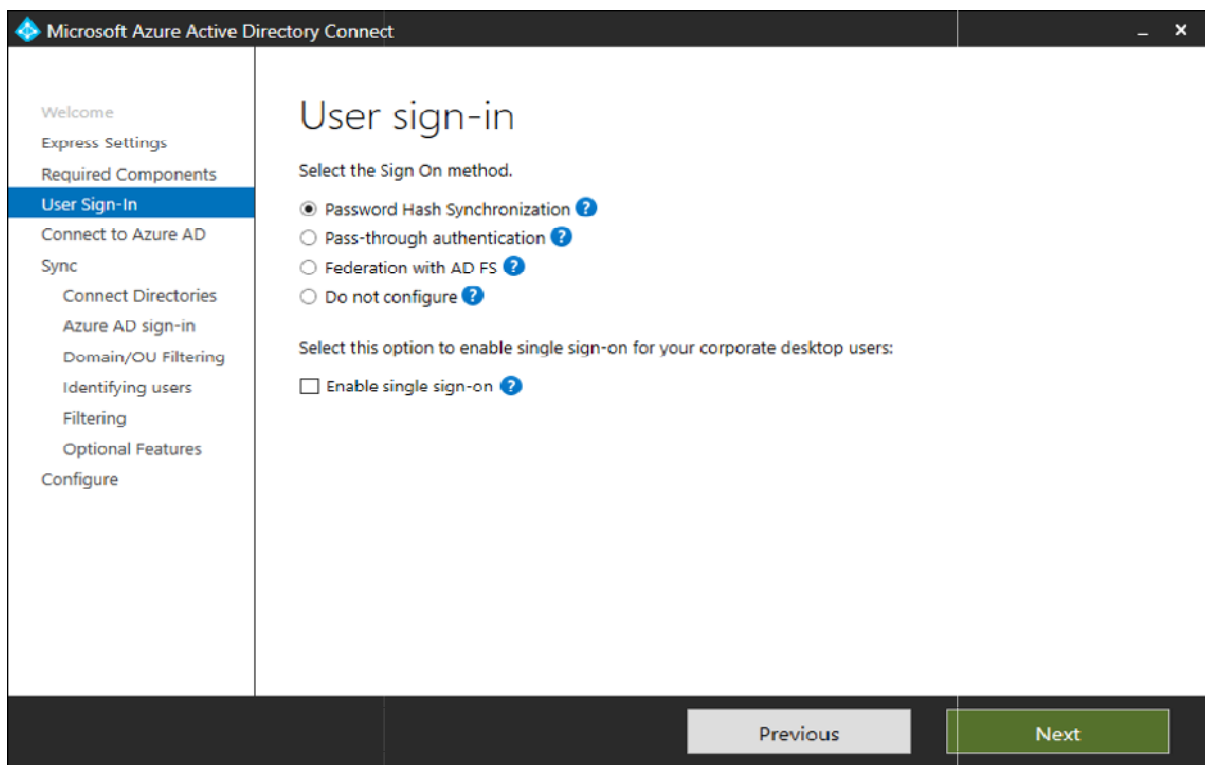 Microsoft Azure Active Directory Connect
Welcome
Express Settings
Required Components
User Sign-In
Connect to Azure AD
Sync
Connect Directories
Azure AD sign-in
Domain/OU Filtering
Identifying users
Filtering
Optional Features
Configure
User sign-in
Select the Sign On method.
Password Hash Synchronization ?
Pass-through authentication ?
Federation with AD FS ?
Do not configure ?
Select this option to enable single sign-on for your corporate desktop users:
Enable single sign-on ?
Previous
Next